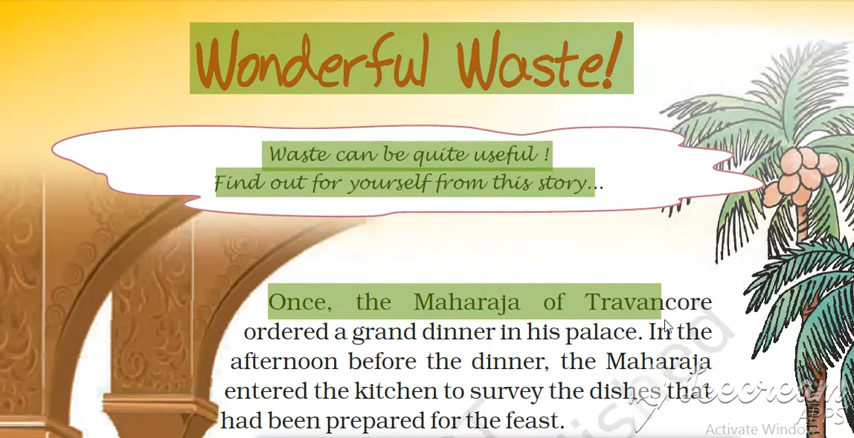 Wonderful Waste!
Waste can be quite useful !
Find out for yourself from this story...
Once, the Maharaja of Travancore
ordered a grand dinner in his palace. In the
afternoon before the dinner, the Maharaja
entered the kitchen to survey the dishes that
had been prepared for the feast.
APPS
Activate Window